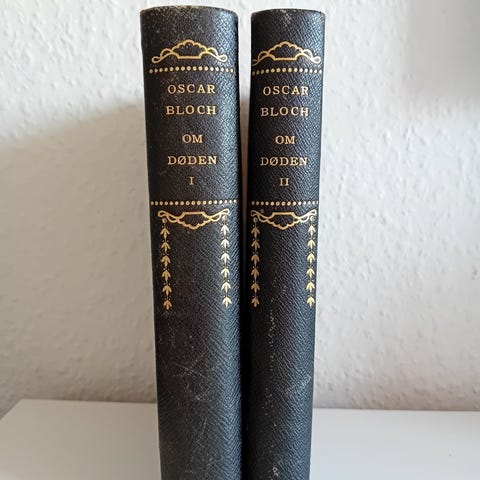 OSCAR
BLOCH
OM
DØDEN
I
OSCAR
BLOCH
OM
DØDEN
II